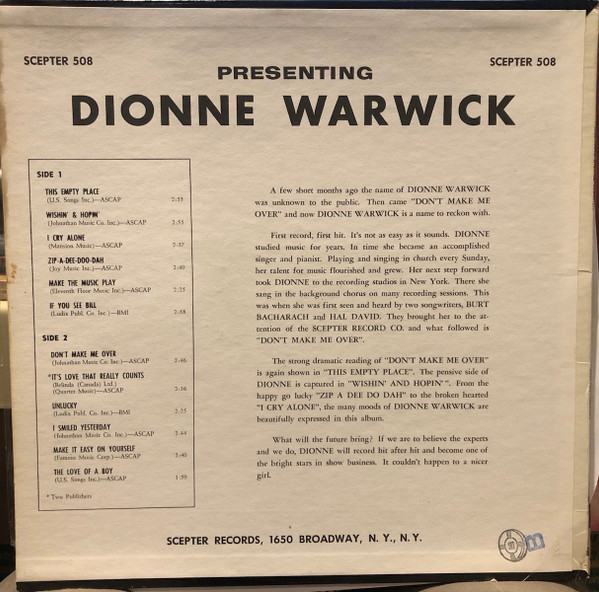 SCEPTER 508
SCEPTER 508
PRESENTING
DIONNE WARWICK
SIDE 1
THIS EMPTY PLACE
(U.S. Songs Inc.)—ASCAP 2:53
WISHIN' & HOPIN'
(Johnathan Music Co. Inc.)—ASCAP 2:55
I CRY ALONE
(Mansion Music)—ASCAP 2:37
ZIP-A-DEE-DOO-DAH
(Joy Music Inc.)—ASCAP 2:40
MAKE THE MUSIC PLAY
(Eleventh Floor Music Inc.)—ASCAP 2:25
IF YOU SEE BILL
(Ludix Publ. Co. Inc.)—BMI 2:58
SIDE 2
DON'T MAKE ME OVER
(Johnathan Music Co. Inc.)—ASCAP 2:46
*IT'S LOVE THAT REALLY COUNTS
(Belinda (Canada) Ltd.)
(Quartet Music)—ASCAP 2:16
UNLUCKY
(Ludix Publ. Co. Inc.)—BMI 2:25
I SMILED YESTERDAY
(Johnathan Music Co. Inc.)—ASCAP 2:44
MAKE IT EASY ON YOURSELF
(Famous Music Corp.)—ASCAP 2:40
THE LOVE OF A BOY
(U.S. Songs Inc.)—ASCAP 1:59
* Two Publishers
A few short months ago the name of DIONNE WARWICK
was unknown to the public. Then came "DON'T MAKE ME
OVER" and now DIONNE WARWICK is a name to reckon with.
First record, first hit. It's not as easy as it sounds. DIONNE
studied music for years. In time she became an accomplished
singer and pianist. Playing and singing in church every Sunday,
her talent for music flourished and grew. Her next step forward
took DIONNE to the recording studios in New York. There she
sang in the background chorus on many recording sessions. This
was when she was first seen and heard by two songwriters, BURT
BACHARACH and HAL DAVID. They brought her to the at-
tention of the SCEPTER RECORD CO. and what followed is
"DON'T MAKE ME OVER".
The strong dramatic reading of "DON'T MAKE ME OVER"
is again shown in "THIS EMPTY PLACE". The pensive side of
DIONNE is captured in "WISHIN' AND HOPIN'". From the
happy go lucky "ZIP A DEE DO DAH" to the broken hearted
"I CRY ALONE", the many moods of DIONNE WARWICK are
beautifully expressed in this album.
What will the future bring? If we are to believe the experts
and we do, DIONNE will record hit after hit and become one of
the bright stars in show business. It couldn't happen to a nicer
girl.
SCEPTER RECORDS, 1650 BROADWAY, N. Y., N.Y.